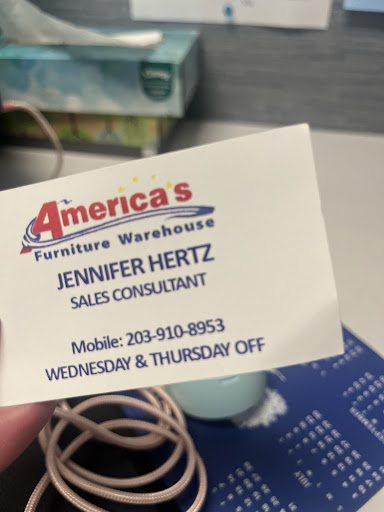 America's
Furniture Warehouse
JENNIFER HERTZ
SALES CONSULTANT
Mobile: 203-910-8953
WEDNESDAY & THURSDAY OFF